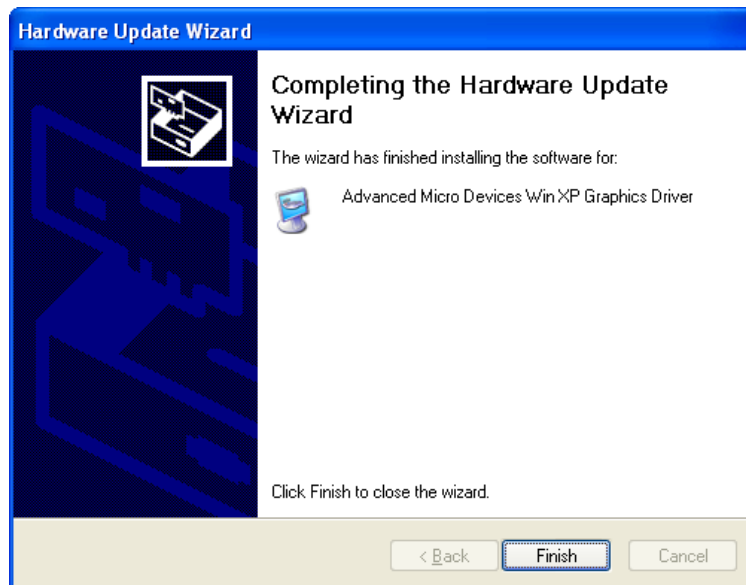 Hardware Update Wizard
Completing the Hardware Update
Wizard
The wizard has finished installing the software for:
Advanced Micro Devices Win XP Graphics Driver
Click Finish to close the wizard.
< Back Finish Cancel